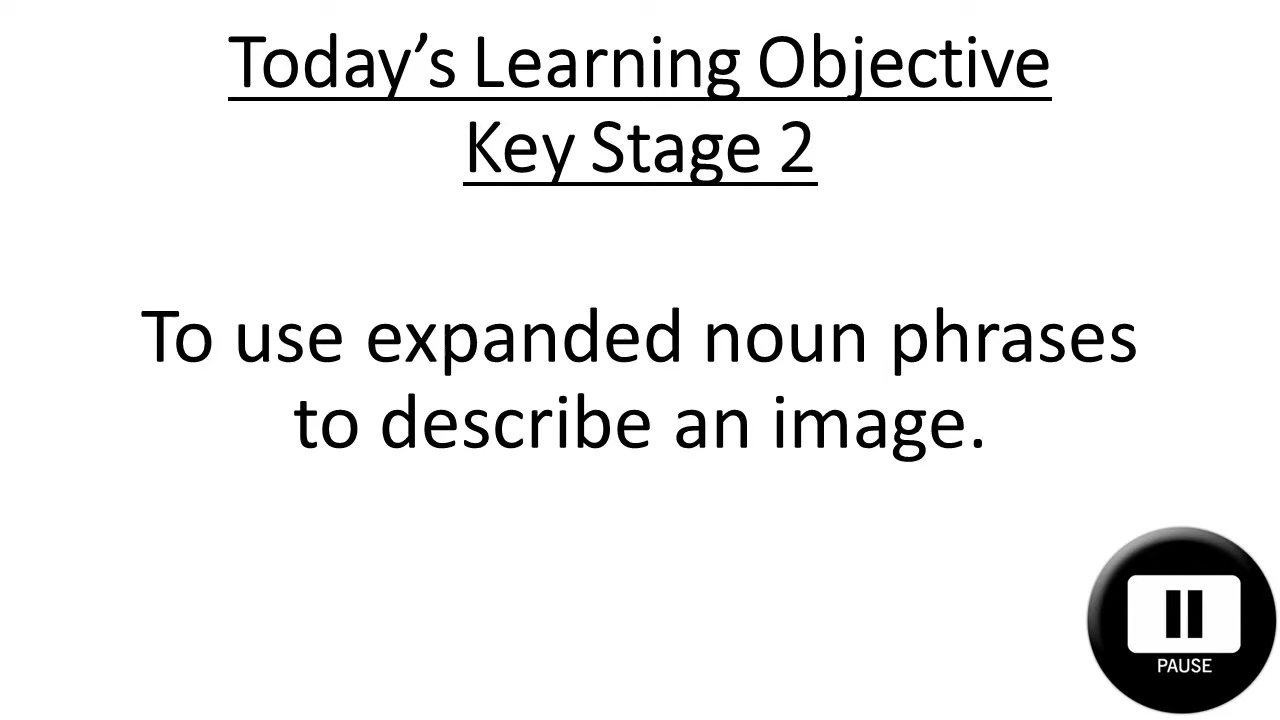 Today’s Learning Objective
Key Stage 2
To use expanded noun phrases
to describe an image.
PAUSE